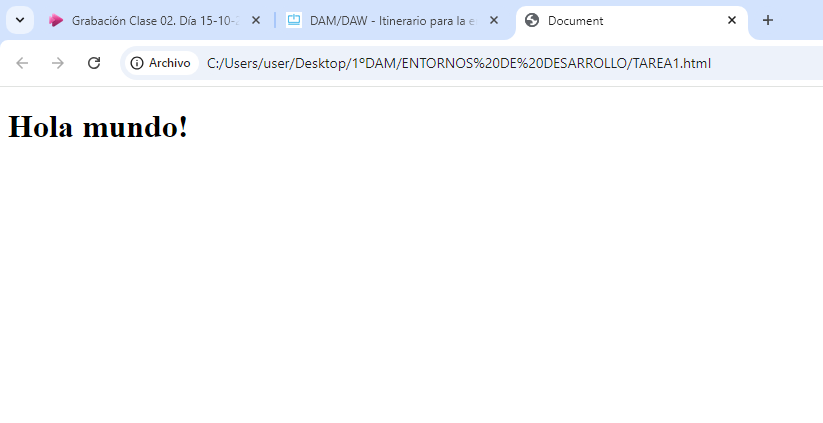 Grabación Clase 02. Día 15-10-2
DAM/DAW - Itinerario para la e
Document
Archivo
C:/Users/user/Desktop/1ºDAM/ENTORNOS%20DE%20DESARROLLO/TAREA1.html
Hola mundo!